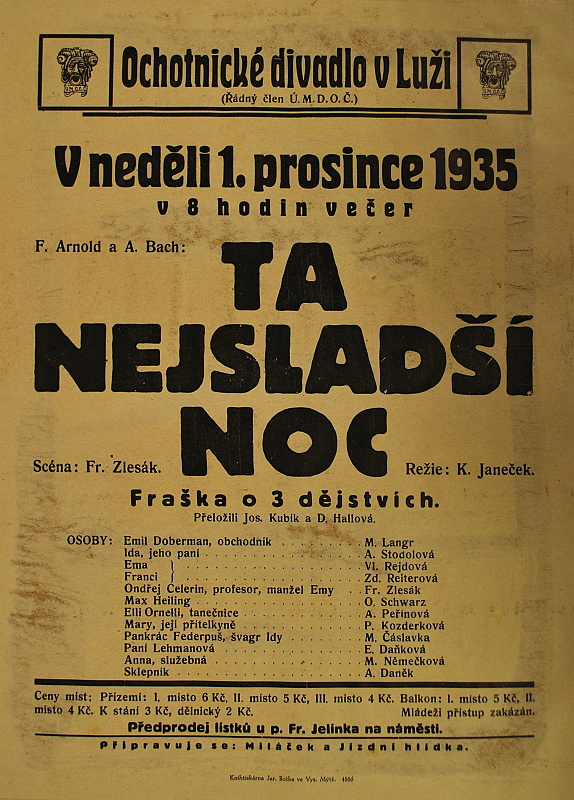 Ochotnické divadlo v Luži
(Řádný člen Ú. M. D. O. Č.)
V neděli 1. prosince 1935
v 8 hodin večer
F. Arnold a A. Bach:
TA
NEJSLADŠÍ
NOC
Scéna: Fr. Zlesák.
Režie: K. Janeček.
Fraška o 3 dějstvích.
Přeložili Jos. Kubík a D. Hallová.
OSOBY: Emil Doberman, obchodník . . . . . . . . . M. Langr
Ida, jeho paní . . . . . . . . . A. Stodolová
Ema } . . . . . . . . . Vl. Rejdová
Franci } . . . . . . . . . Zd. Reiterová
Ondřej Celerin, profesor, manžel Emy . . Fr. Zlesák
Max Heiling . . . . . . . . . O. Schwarz
Elli Ornelli, tanečnice . . . . . . . . . A. Peřinová
Mary, její přítelkyně . . . . . . . . . P. Kozderková
Pankrác Federpuš, švagr Idy . . . . . . M. Čáslavka
Paní Lehmanová . . . . . . . . . E. Daňková
Anna, služebná . . . . . . . . . M. Němečková
Sklepník . . . . . . . . . A. Daněk
Ceny míst: Přízemí: I. místo 6 Kč, II. místo 5 Kč, III. místo 4 Kč. Balkon: I. místo 5 Kč, II.
místo 4 Kč. K stání 3 Kč, dělnický 2 Kč. Mládeži přístup zakázán.
Předprodej lístků u p. Fr. Jelínka na náměstí.
Připravuje se: Miláček a Jízdní hlídka.
Knihtiskárna Jar. Bočka ve Vys. Mýtě.